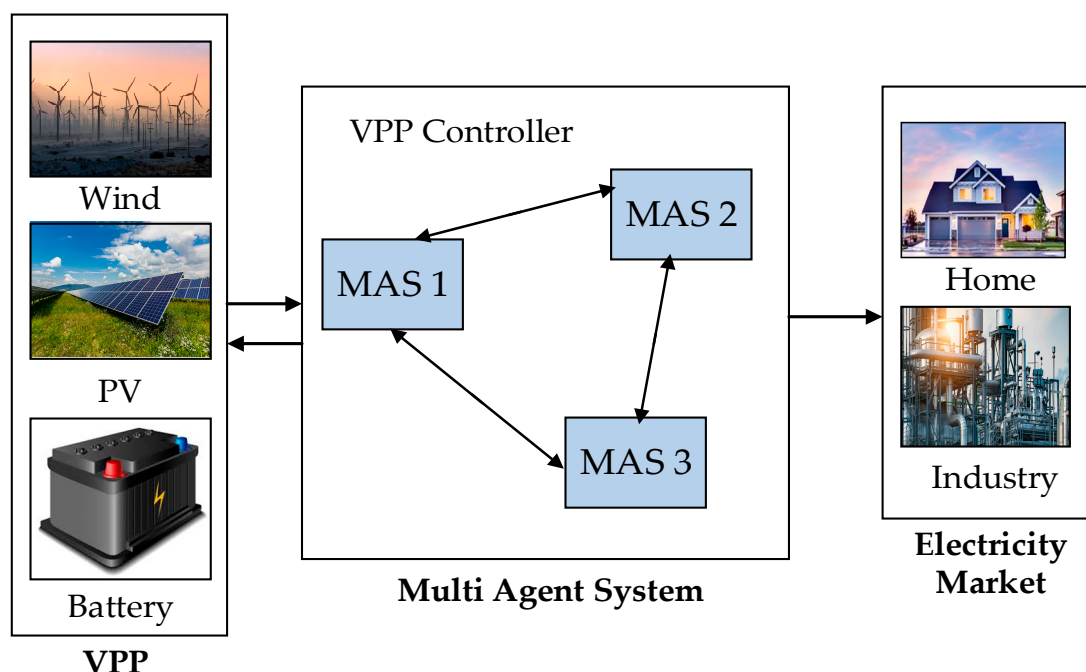 Wind
PV
Battery
VPP
VPP Controller
MAS 1
MAS 2
MAS 3
Multi Agent System
Home
Industry
Electricity
Market